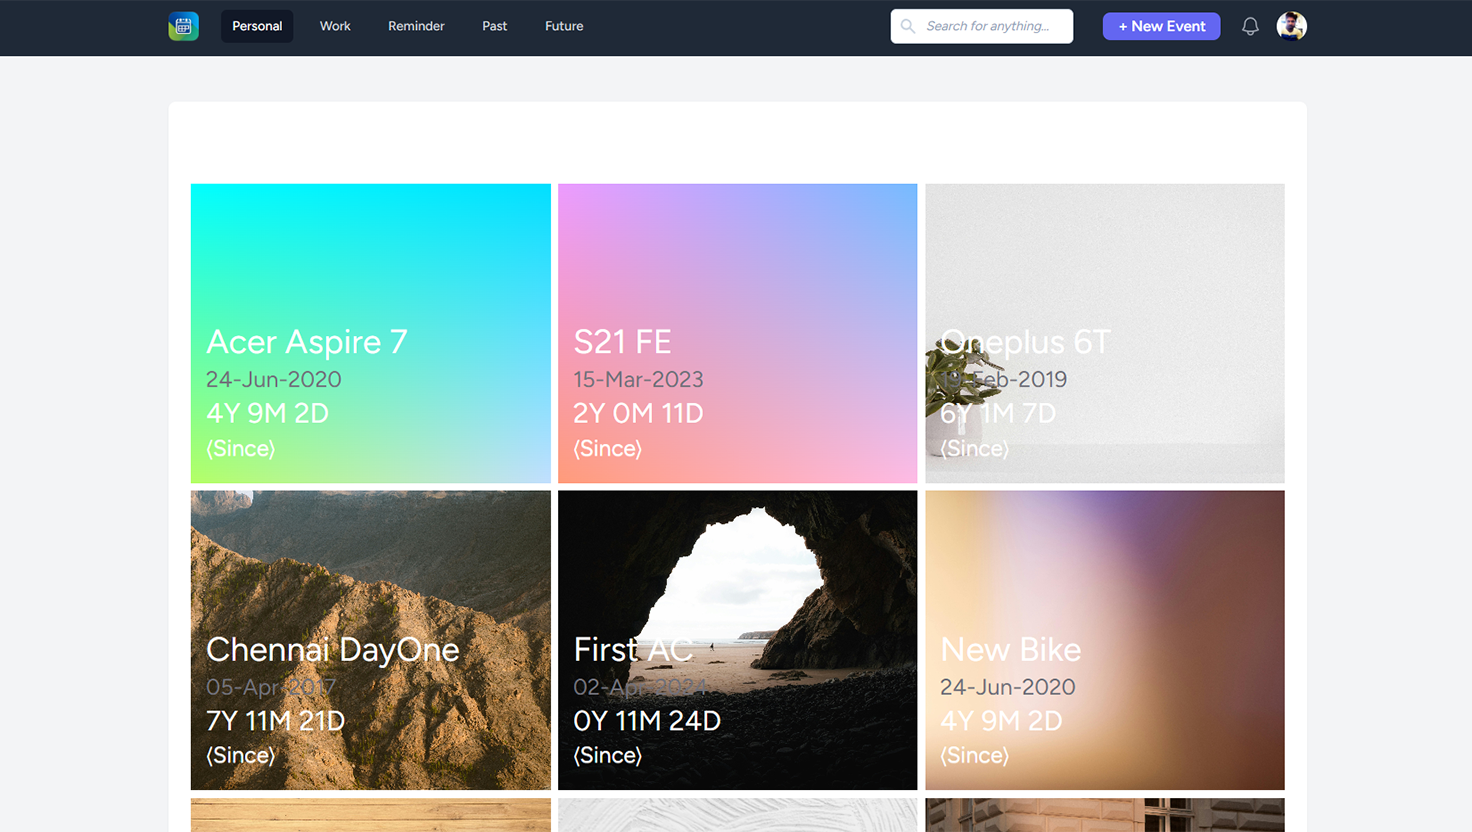 Personal Work Reminder Past Future Search for anything... + New Event
Acer Aspire 7
24-Jun-2020
4Y 9M 2D
⟨Since⟩
S21 FE
15-Mar-2023
2Y 0M 11D
⟨Since⟩
Oneplus 6T
19-Feb-2019
6Y 1M 7D
⟨Since⟩
Chennai DayOne
05-Apr-2017
7Y 11M 21D
⟨Since⟩
First AC
02-Apr-2024
0Y 11M 24D
⟨Since⟩
New Bike
24-Jun-2020
4Y 9M 2D
⟨Since⟩